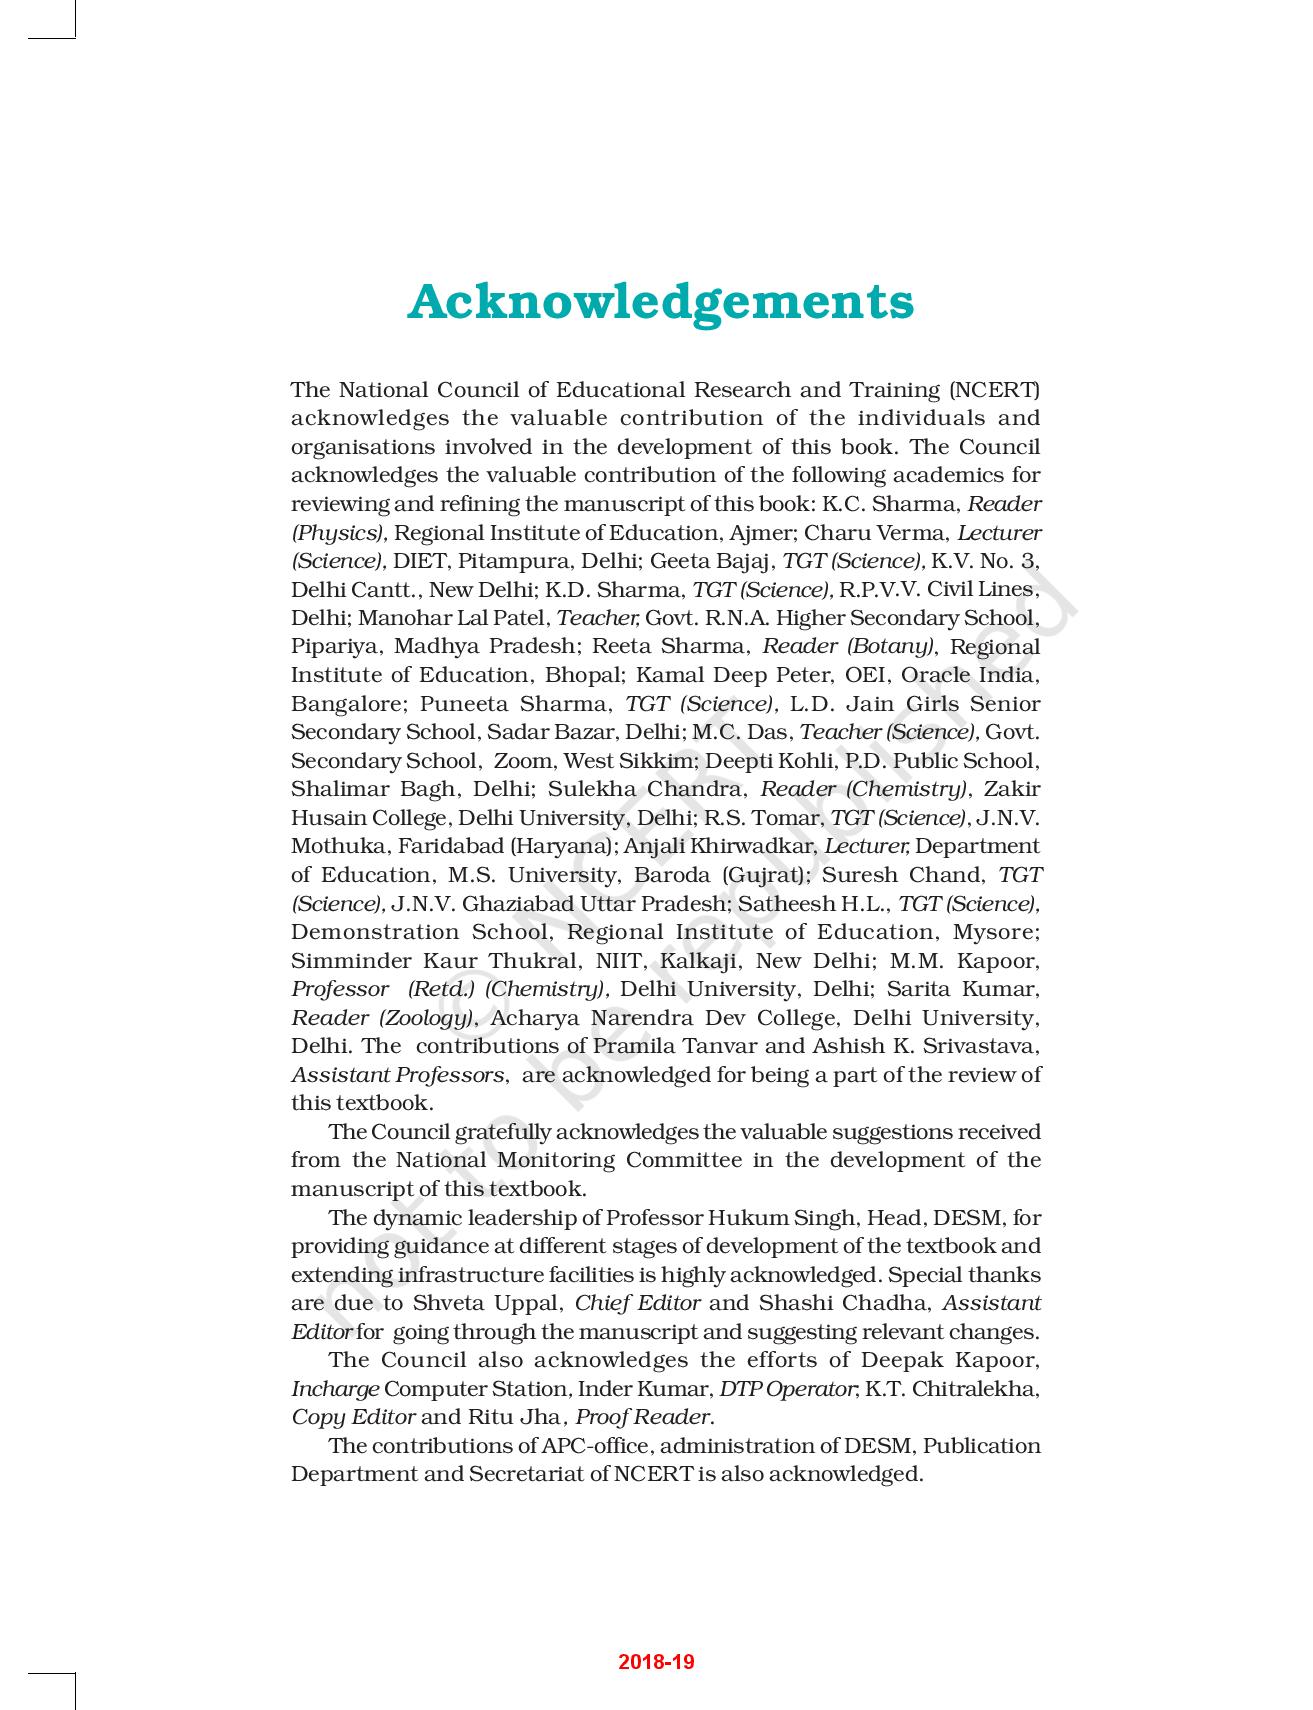 Acknowledgements
The National Council of Educational Research and Training (NCERT)
acknowledges the valuable contribution of the individuals and
organisations involved in the development of this book. The Council
acknowledges the valuable contribution of the following academics for
reviewing and refining the manuscript of this book: K.C. Sharma, Reader
(Physics), Regional Institute of Education, Ajmer; Charu Verma, Lecturer
(Science), DIET, Pitampura, Delhi; Geeta Bajaj, TGT (Science), K.V. No. 3,
Delhi Cantt., New Delhi; K.D. Sharma, TGT (Science), R.P.V.V. Civil Lines,
Delhi; Manohar Lal Patel, Teacher, Govt. R.N.A. Higher Secondary School,
Pipariya, Madhya Pradesh; Reeta Sharma, Reader (Botany), Regional
Institute of Education, Bhopal; Kamal Deep Peter, OEI, Oracle India,
Bangalore; Puneeta Sharma, TGT (Science), L.D. Jain Girls Senior
Secondary School, Sadar Bazar, Delhi; M.C. Das, Teacher (Science), Govt.
Secondary School, Zoom, West Sikkim; Deepti Kohli, P.D. Public School,
Shalimar Bagh, Delhi; Sulekha Chandra, Reader (Chemistry), Zakir
Husain College, Delhi University, Delhi; R.S. Tomar, TGT (Science), J.N.V.
Mothuka, Faridabad (Haryana); Anjali Khirwadkar, Lecturer, Department
of Education, M.S. University, Baroda (Gujrat); Suresh Chand, TGT
(Science), J.N.V. Ghaziabad Uttar Pradesh; Satheesh H.L., TGT (Science),
Demonstration School, Regional Institute of Education, Mysore;
Simminder Kaur Thukral, NIIT, Kalkaji, New Delhi; M.M. Kapoor,
Professor (Retd.) (Chemistry), Delhi University, Delhi; Sarita Kumar,
Reader (Zoology), Acharya Narendra Dev College, Delhi University,
Delhi. The contributions of Pramila Tanvar and Ashish K. Srivastava,
Assistant Professors, are acknowledged for being a part of the review of
this textbook.
The Council gratefully acknowledges the valuable suggestions received
from the National Monitoring Committee in the development of the
manuscript of this textbook.
The dynamic leadership of Professor Hukum Singh, Head, DESM, for
providing guidance at different stages of development of the textbook and
extending infrastructure facilities is highly acknowledged. Special thanks
are due to Shveta Uppal, Chief Editor and Shashi Chadha, Assistant
Editor for going through the manuscript and suggesting relevant changes.
The Council also acknowledges the efforts of Deepak Kapoor,
Incharge Computer Station, Inder Kumar, DTP Operator; K.T. Chitralekha,
Copy Editor and Ritu Jha, Proof Reader.
The contributions of APC-office, administration of DESM, Publication
Department and Secretariat of NCERT is also acknowledged.
© NCERT
not to be republished
2018-19